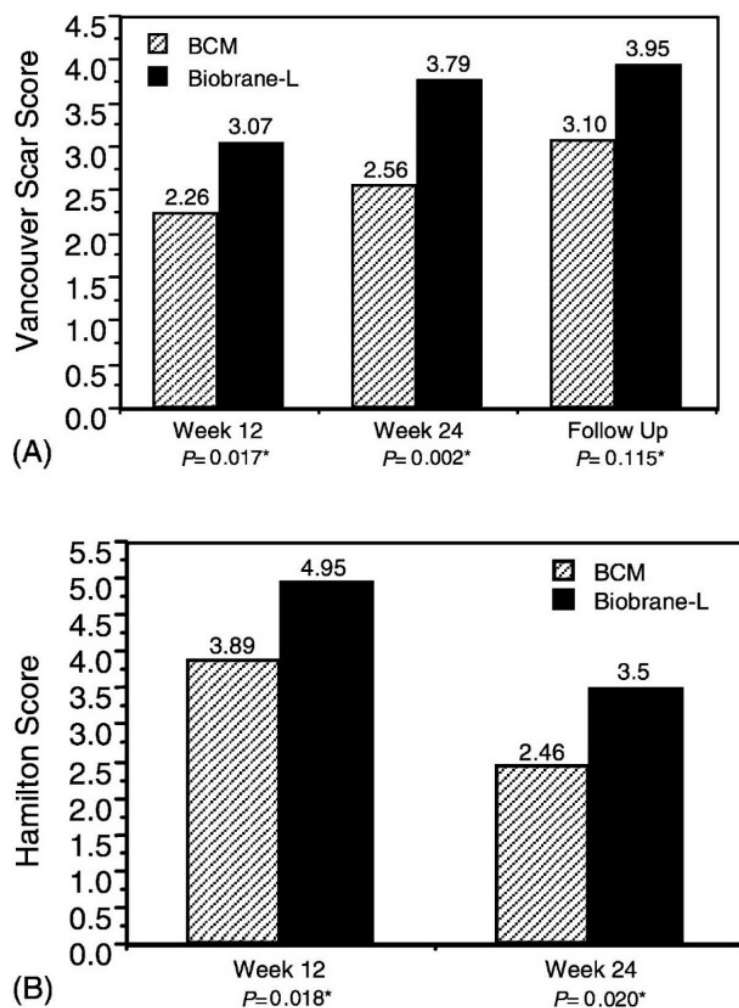 Vancouver Scar Score
4.5
4.0
3.5
3.0
2.5
2.0
1.5
1.0
0.5
0.0
BCM
Biobrane-L
2.26
3.07
2.56
3.79
3.10
3.95
Week 12
Week 24
Follow Up
P= 0.017*
P= 0.002*
P= 0.115*
(A)
Hamilton Score
5.5
5.0
4.5
4.0
3.5
3.0
2.5
2.0
1.5
1.0
0.5
0.0
BCM
Biobrane-L
3.89
4.95
2.46
3.5
Week 12
Week 24
P= 0.018*
P= 0.020*
(B)